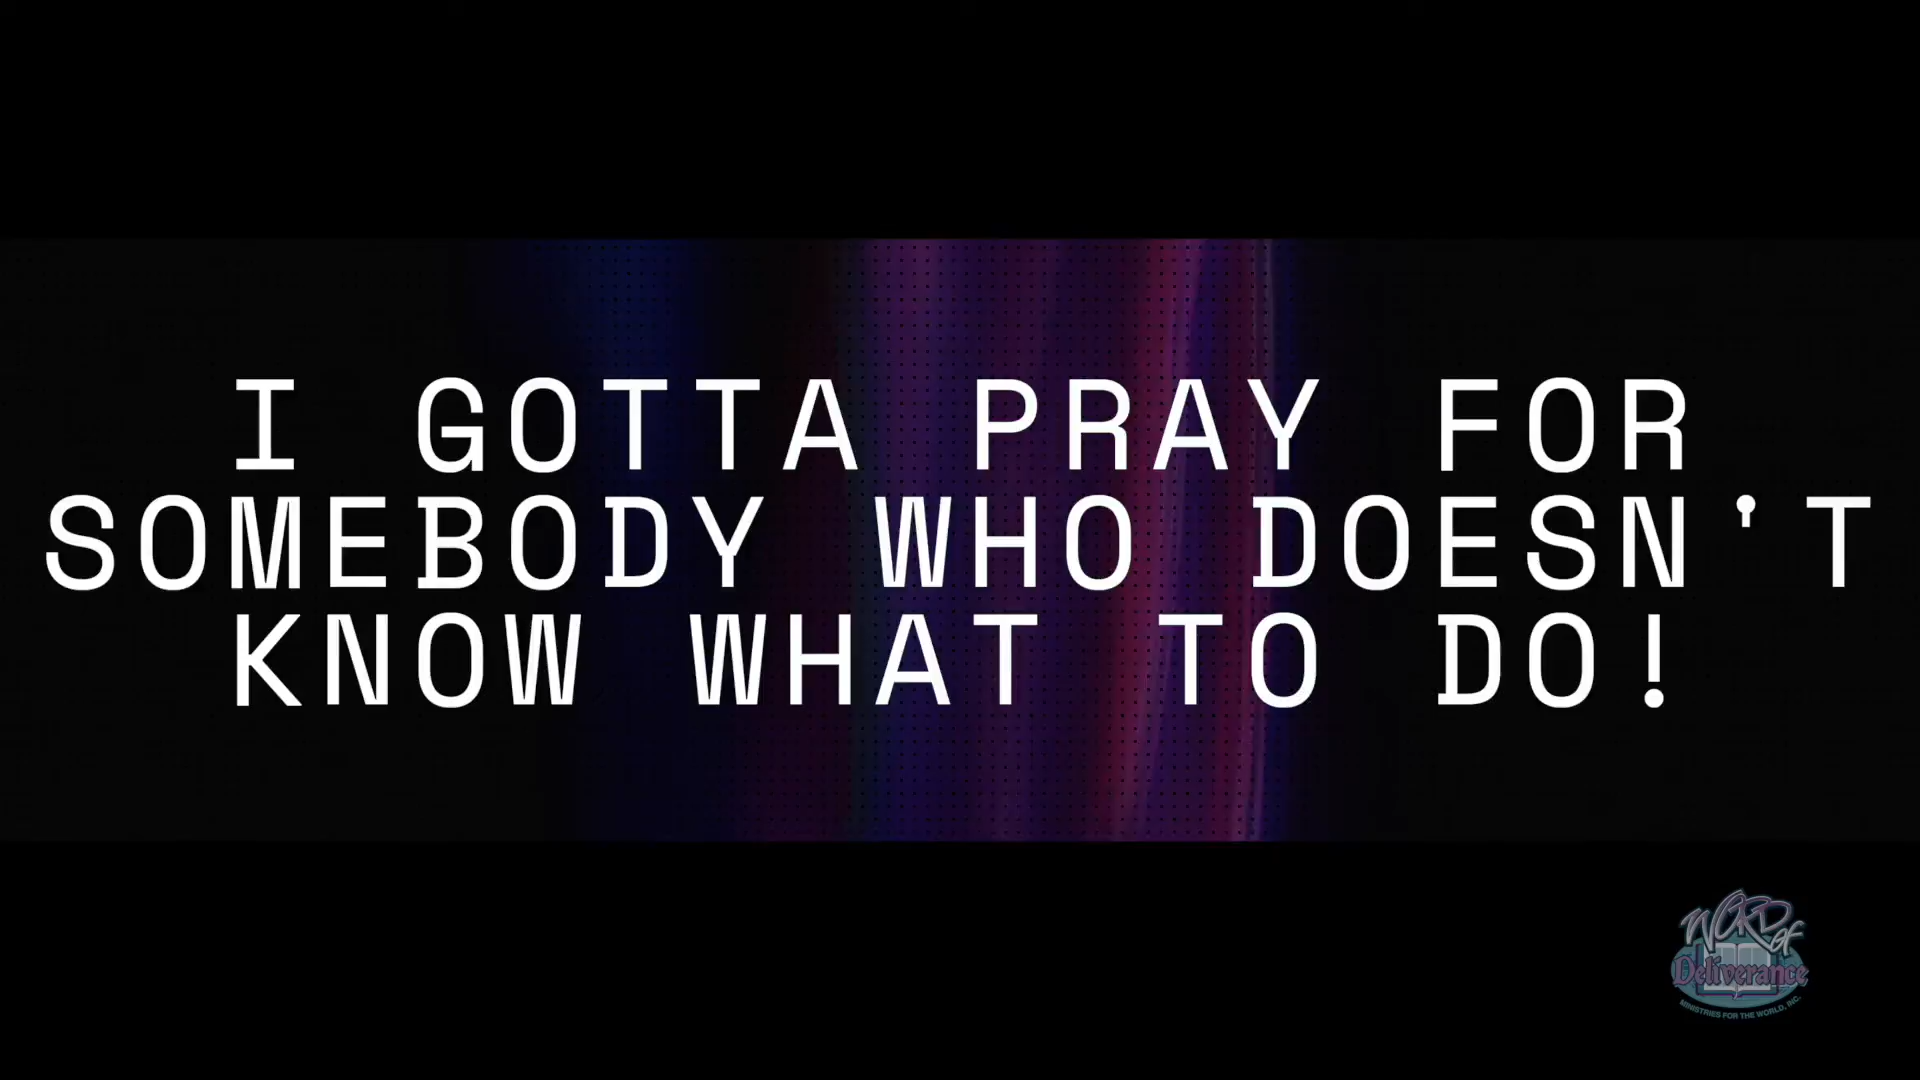 I GOTTA PRAY FOR
SOMEBODY WHO DOESN'T
KNOW WHAT TO DO!
WORD of
Deliverance
MINISTRIES FOR THE WORLD, INC.